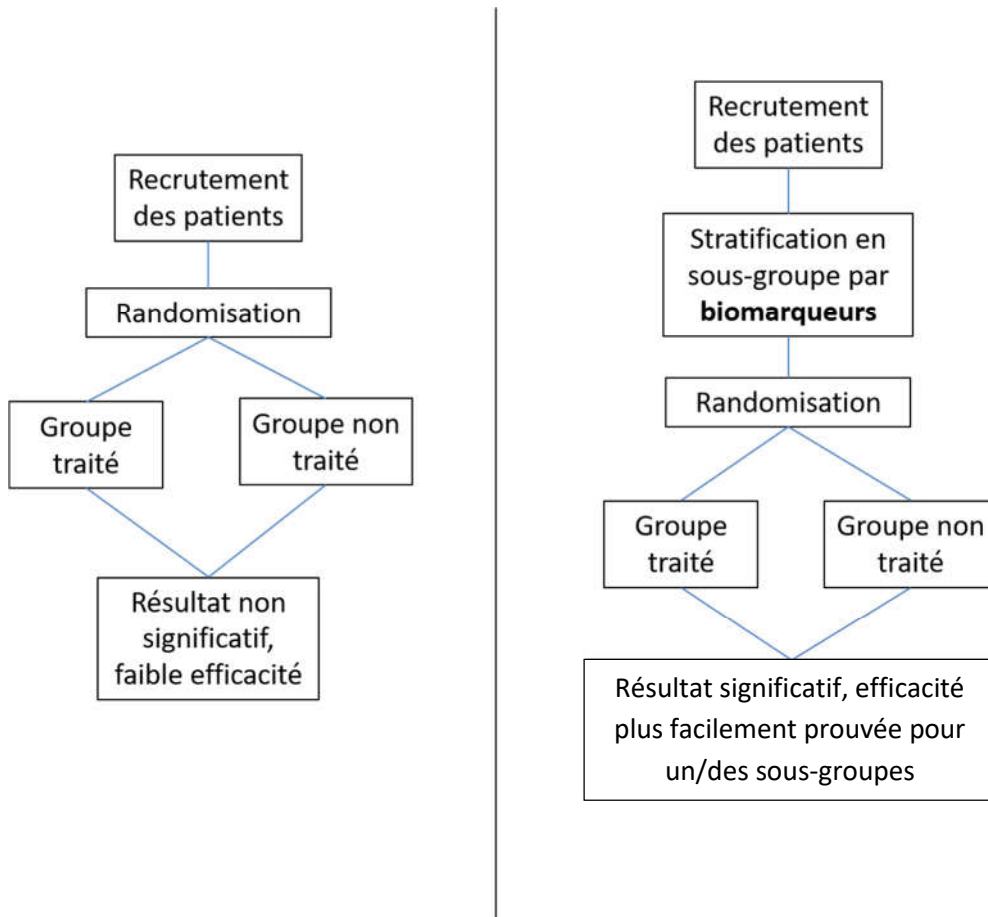 Recrutement
des patients
Randomisation
Groupe
traité
Groupe non
traité
Résultat non
significatif,
faible efficacité
Recrutement
des patients
Stratification en
sous-groupe par
biomarqueurs
Randomisation
Groupe
traité
Groupe non
traité
Résultat significatif, efficacité
plus facilement prouvée pour
un/des sous-groupes